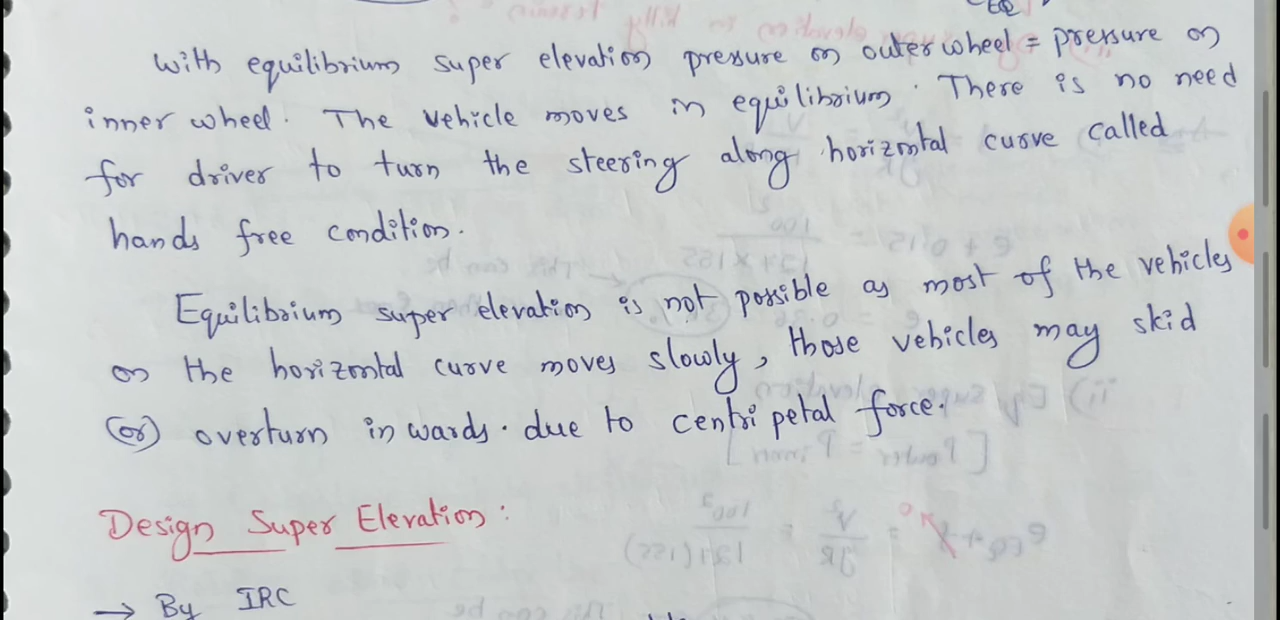 EQ
With equilibrium super elevation pressure on outer wheel = pressure on
inner wheel. The vehicle moves in equilibrium. There is no need
for driver to turn the steering along horizontal curve called
hands free condition.
Equilibrium super elevation is not possible as most of the vehicles
on the horizontal curve moves slowly, those vehicles may skid
(or) overturn inwards. due to centripetal force.
Design Super Elevation:
→ By IRC